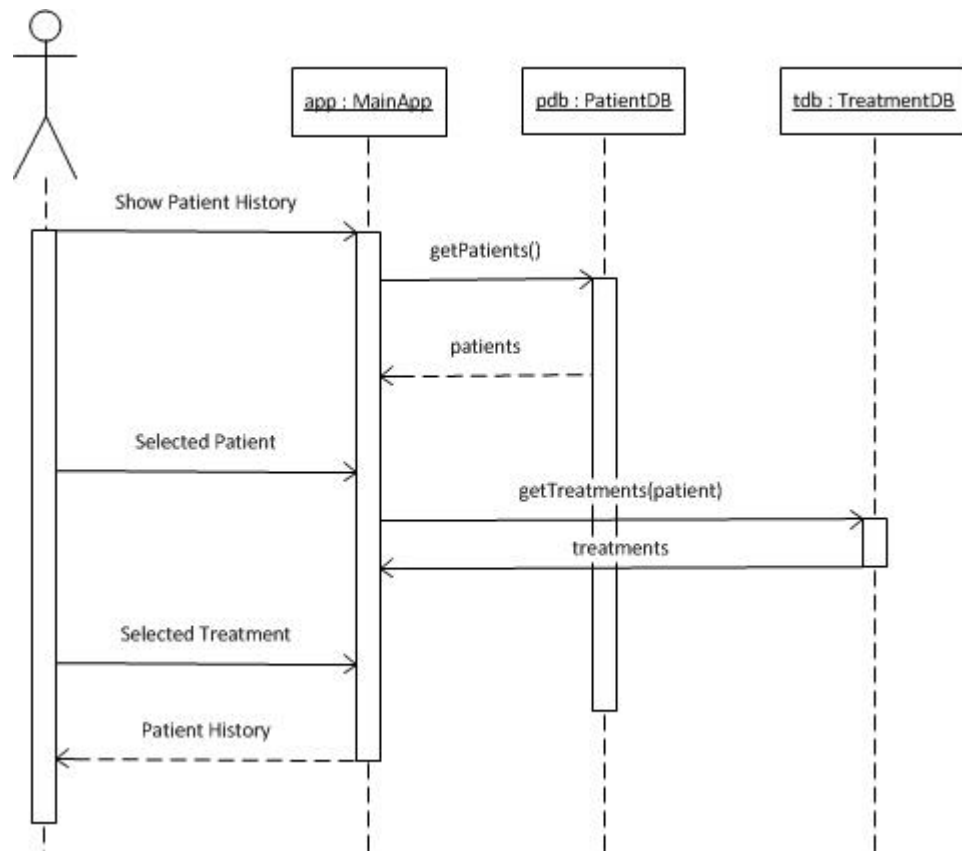 app : MainApp
pdb : PatientDB
tdb : TreatmentDB
Show Patient History
getPatients()
patients
Selected Patient
getTreatments(patient)
treatments
Selected Treatment
Patient History